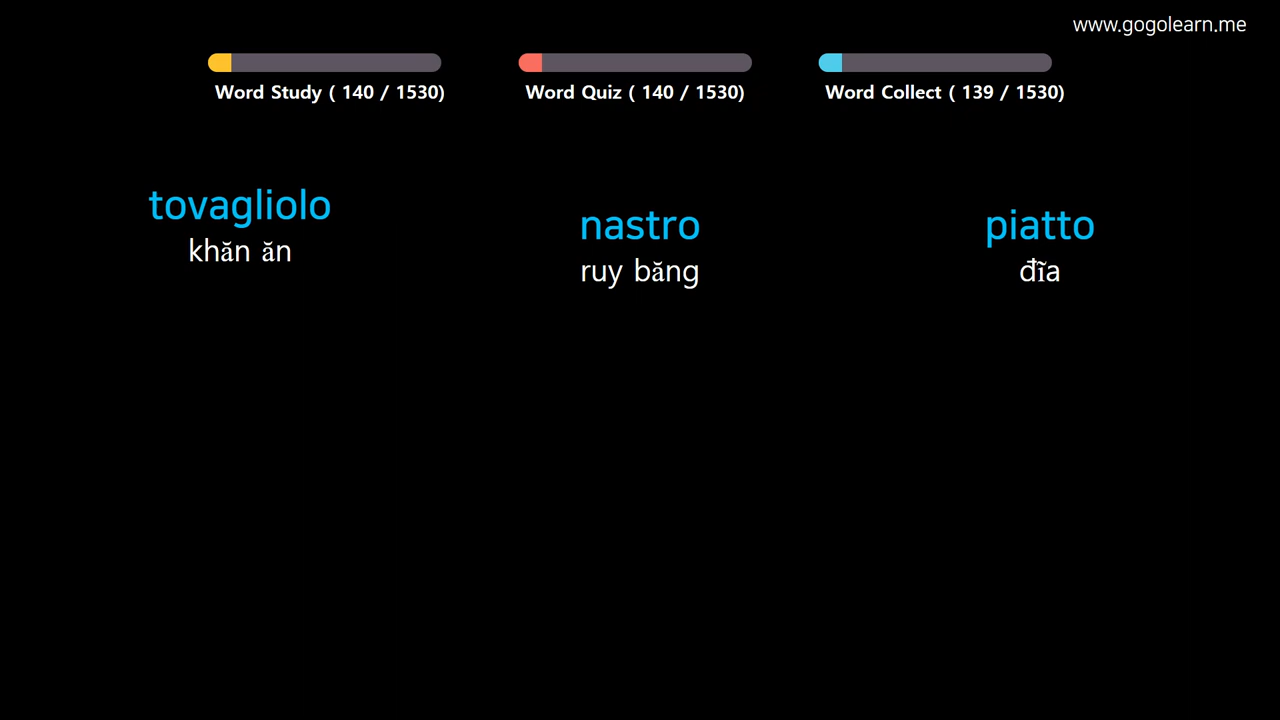 www.gogolearn.me
Word Study ( 140 / 1530)
Word Quiz ( 140 / 1530)
Word Collect ( 139 / 1530)
tovagliolo
khăn ăn
nastro
ruy băng
piatto
đĩa